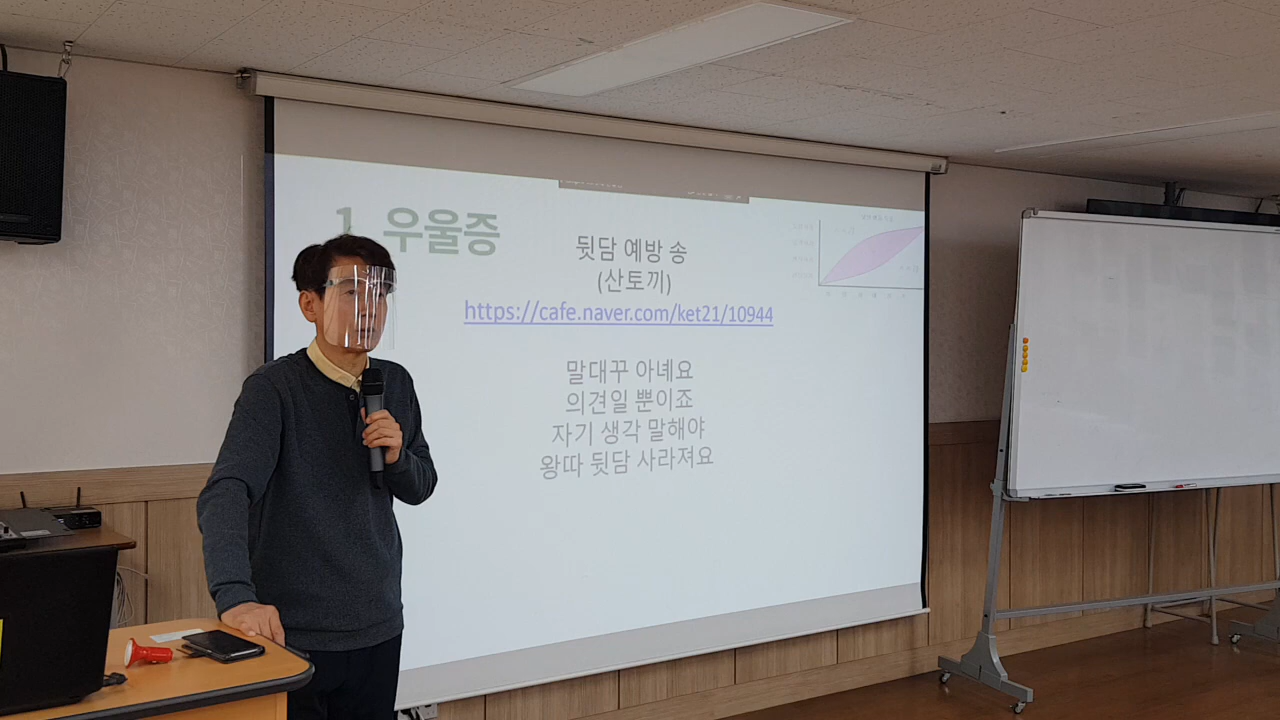 1. 우울증
뒷담 예방 송
(산토끼)
https://cafe.naver.com/ket21/10944
말대꾸 아녜요
의견일 뿐이죠
자기 생각 말해야
왕따 뒷담 사라져요